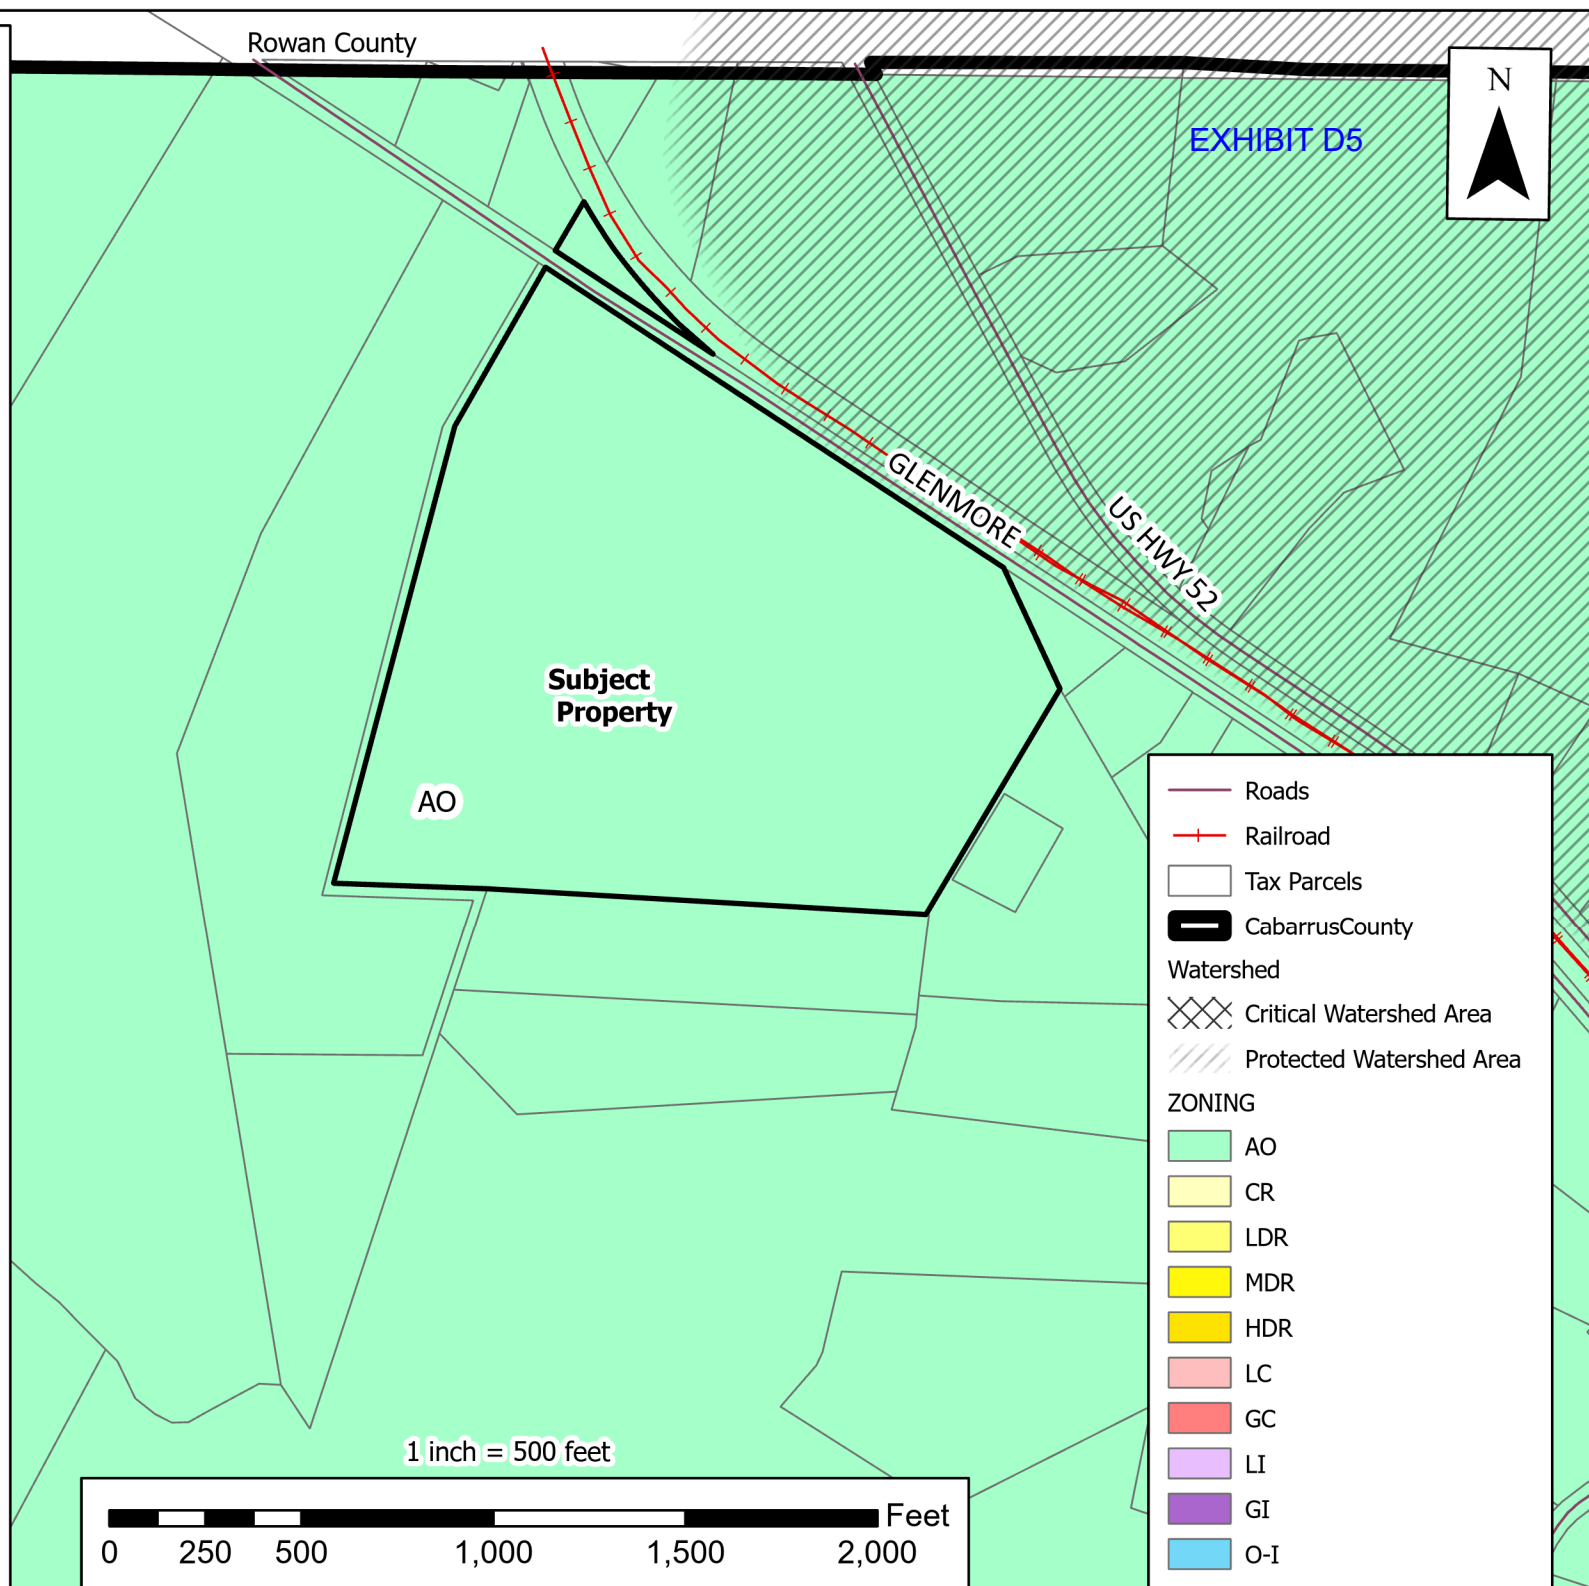 Rowan County
N
EXHIBIT D5
GLENMORE
US HWY 52
Subject
Property
AO
Roads
Railroad
Tax Parcels
CabarrusCounty
Watershed
Critical Watershed Area
Protected Watershed Area
ZONING
AO
CR
LDR
MDR
HDR
LC
GC
LI
GI
O-I
1 inch = 500 feet
Feet
0 250 500 1,000 1,500 2,000